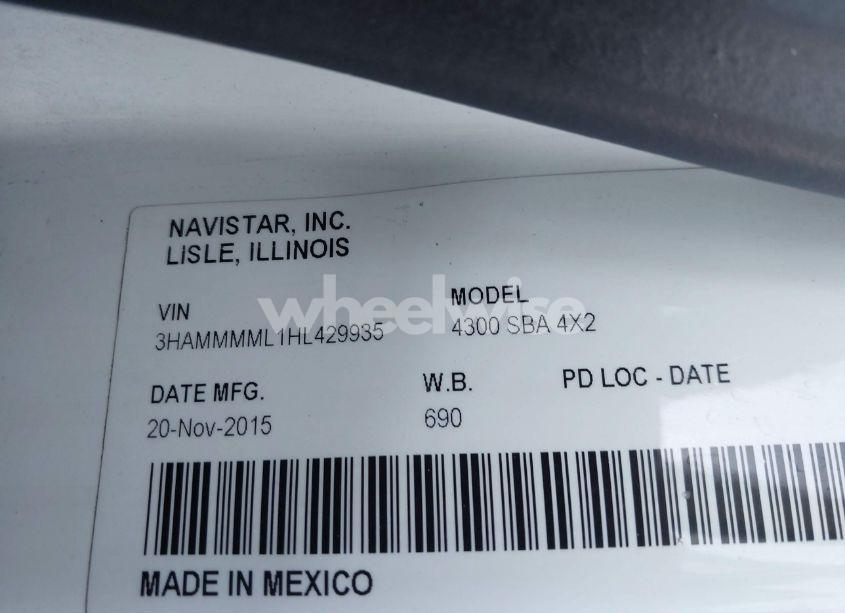 NAVISTAR, INC.
LISLE, ILLINOIS
VIN
3HAMMMML1HL429935
MODEL
4300 SBA 4X2
wheelwise
DATE MFG.
20-Nov-2015
W.B.
690
PD LOC - DATE
MADE IN MEXICO